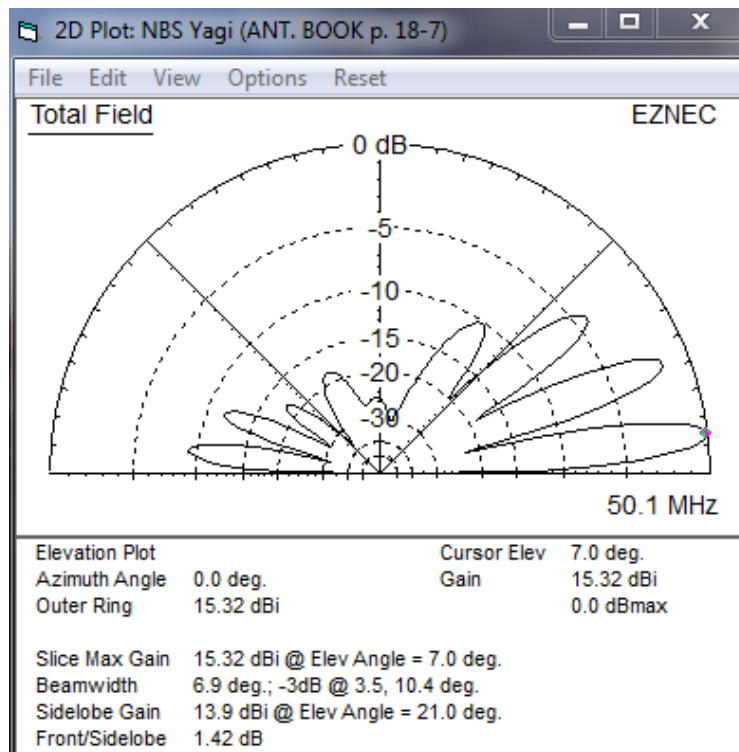 2D Plot: NBS Yagi (ANT. BOOK p. 18-7)
File Edit View Options Reset
Total Field EZNEC
0 dB
-5
-10
-15
-20
-30
50.1 MHz
Elevation Plot Cursor Elev 7.0 deg.
Azimuth Angle 0.0 deg. Gain 15.32 dBi
Outer Ring 15.32 dBi 0.0 dBmax
Slice Max Gain 15.32 dBi @ Elev Angle = 7.0 deg.
Beamwidth 6.9 deg.; -3dB @ 3.5, 10.4 deg.
Sidelobe Gain 13.9 dBi @ Elev Angle = 21.0 deg.
Front/Sidelobe 1.42 dB